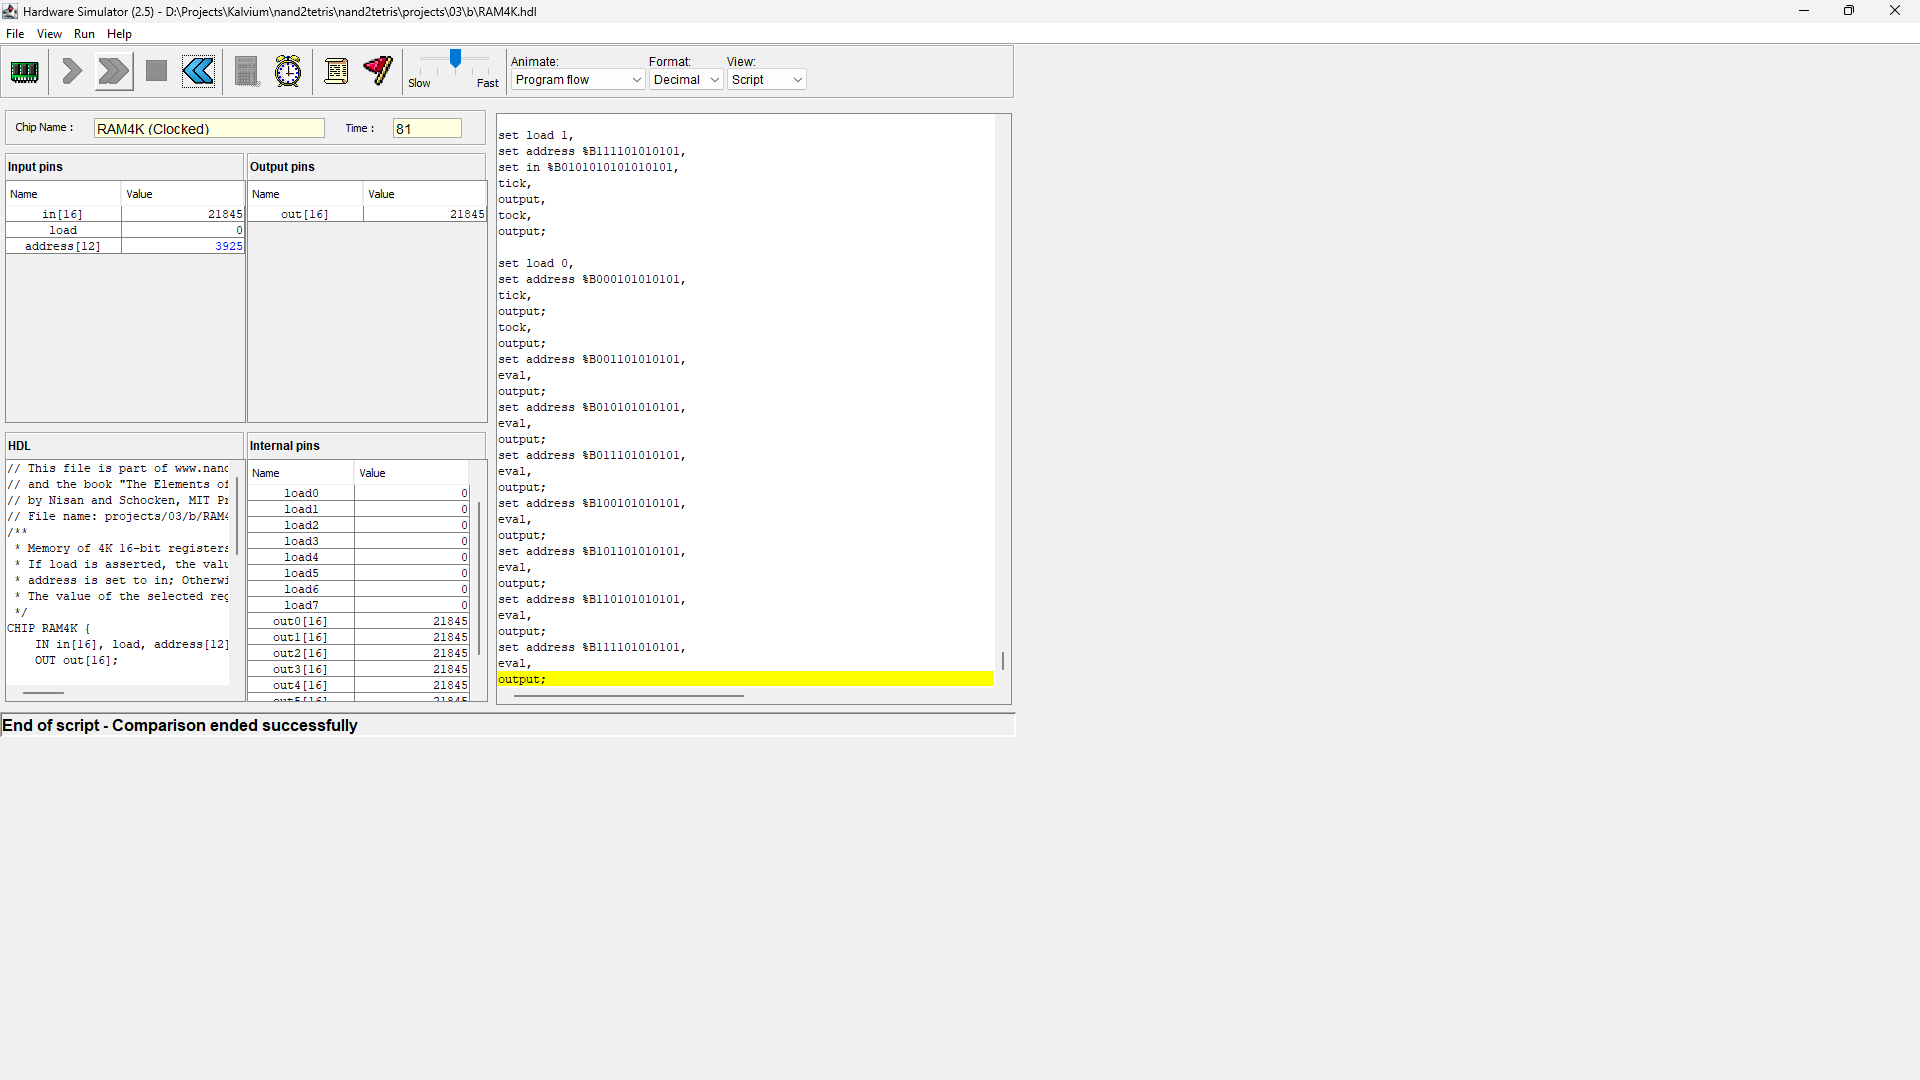 Hardware Simulator (2.5) - D:\Projects\Kalvium\nand2tetris\nand2tetris\projects\03\b\RAM4K.hdl
File View Run Help
Slow Fast
Animate: Format: View:
Program flow Decimal Script
Chip Name : RAM4K (Clocked) Time : 81
Input pins
Name Value
in[16] 21845
load 0
address[12] 3925
Output pins
Name Value
out[16] 21845
HDL
// This file is part of www.nand
// and the book "The Elements of
// by Nisan and Schocken, MIT Pr
// File name: projects/03/b/RAM4
/**
* Memory of 4K 16-bit registers
* If load is asserted, the valu
* address is set to in; Otherwi
* The value of the selected reg
*/
CHIP RAM4K {
IN in[16], load, address[12]
OUT out[16];
Internal pins
Name Value
load0 0
load1 0
load2 0
load3 0
load4 0
load5 0
load6 0
load7 0
out0[16] 21845
out1[16] 21845
out2[16] 21845
out3[16] 21845
out4[16] 21845
out5[16] 21845
set load 1,
set address %B111101010101,
set in %B0101010101010101,
tick,
output,
tock,
output;
set load 0,
set address %B000101010101,
tick,
output;
tock,
output;
set address %B001101010101,
eval,
output;
set address %B010101010101,
eval,
output;
set address %B011101010101,
eval,
output;
set address %B100101010101,
eval,
output;
set address %B101101010101,
eval,
output;
set address %B110101010101,
eval,
output;
set address %B111101010101,
eval,
output;
End of script - Comparison ended successfully